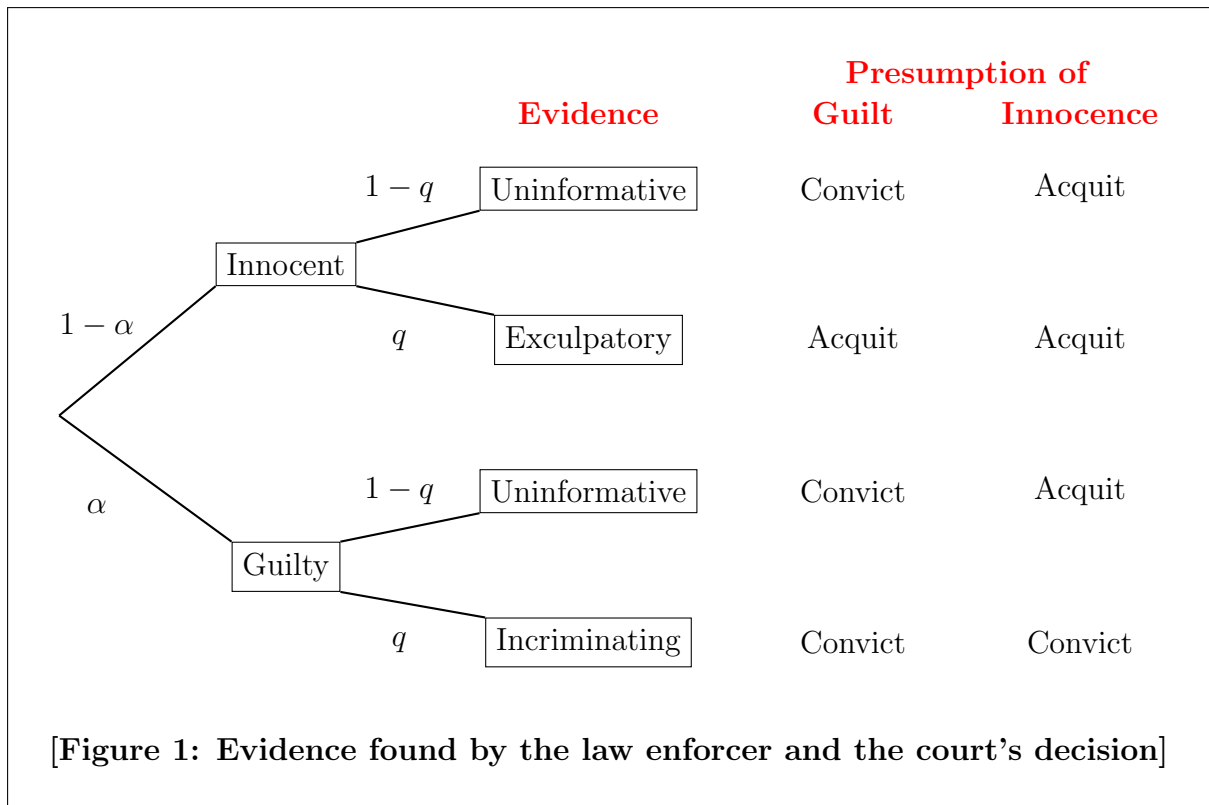 Presumption of
Evidence Guilt Innocence
1 − q Uninformative Convict Acquit
Innocent
1 − α
q Exculpatory Acquit Acquit
1 − q Uninformative Convict Acquit
α
Guilty
q Incriminating Convict Convict
[Figure 1: Evidence found by the law enforcer and the court's decision]